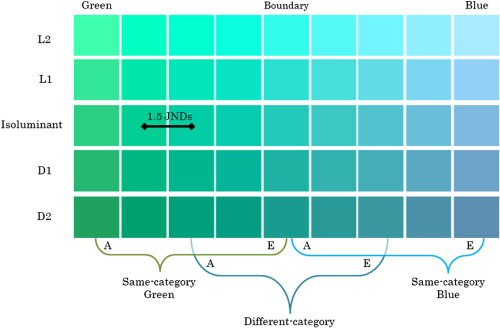 Green Boundary Blue
L2
L1
Isoluminant
1.5 JNDs
D1
D2
A E A E
A E
Same-category
Green
Same-category
Blue
Different-category